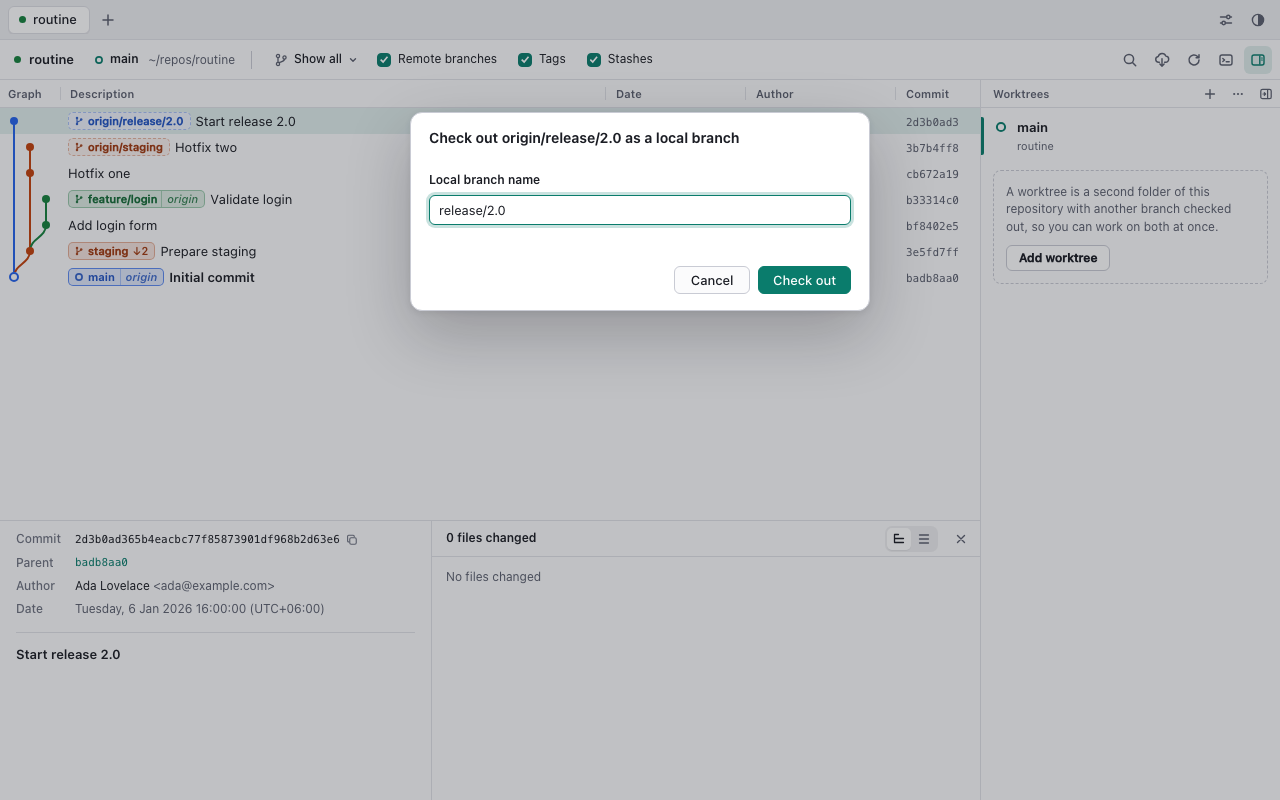 routine
routine
main
~/repos/routine
Show all
Remote branches
Tags
Stashes
Graph
Description
Date
Author
Commit
Worktrees
origin/release/2.0 Start release 2.0
2d3b0ad3
origin/staging Hotfix two
3b7b4ff8
Hotfix one
cb672a19
feature/login origin Validate login
b33314c0
Add login form
bf8402e5
staging ↓2 Prepare staging
3e5fd7ff
main origin Initial commit
badb8aa0
Check out origin/release/2.0 as a local branch
Local branch name
release/2.0
Cancel
Check out
main
routine
A worktree is a second folder of this
repository with another branch checked
out, so you can work on both at once.
Add worktree
Commit 2d3b0ad365b4eacbc77f85873901df968b2d63e6
Parent badb8aa0
Author Ada Lovelace <ada@example.com>
Date Tuesday, 6 Jan 2026 16:00:00 (UTC+06:00)
Start release 2.0
0 files changed
No files changed